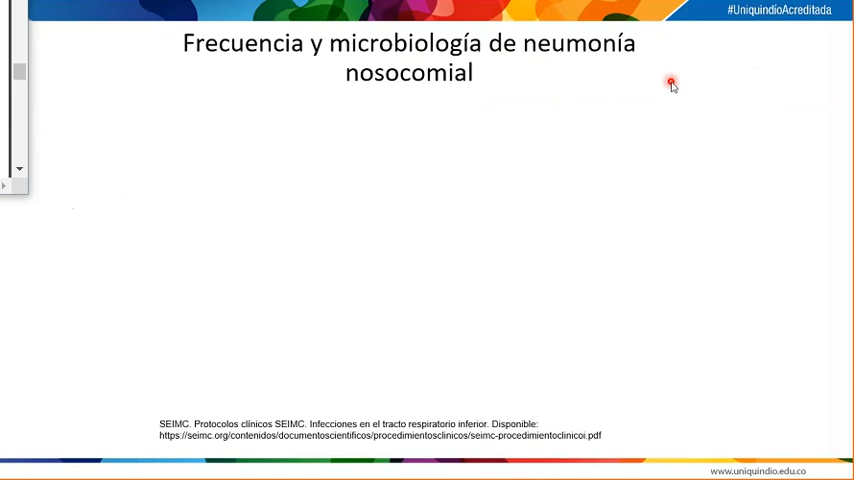 #UniquindioAcreditada
Frecuencia y microbiología de neumonía
nosocomial
SEIMC. Protocolos clínicos SEIMC. Infecciones en el tracto respiratorio inferior. Disponible:
https://seimc.org/contenidos/documentoscientificos/procedimientosclinicos/seimc-procedimientoclinicoi.pdf
www.uniquindio.edu.co